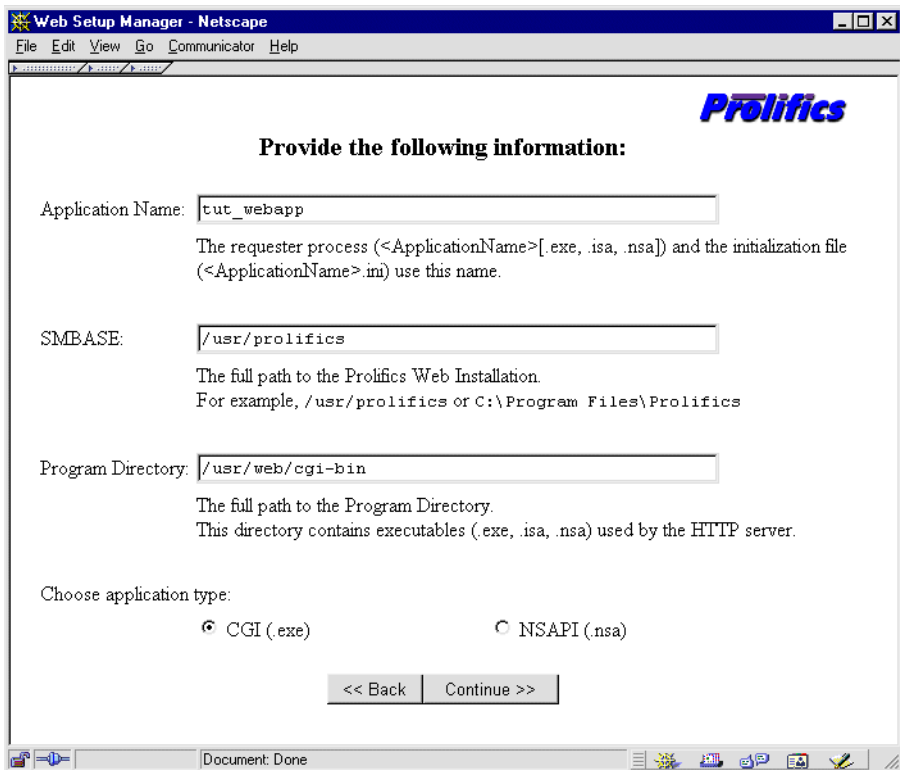 Web Setup Manager - Netscape
File Edit View Go Communicator Help
Prolifics
Provide the following information:
Application Name: tut_webapp
The requester process (<ApplicationName>[.exe, .isa, .nsa]) and the initialization file
(<ApplicationName>.ini) use this name.
SMBASE: /usr/prolifics
The full path to the Prolifics Web Installation.
For example, /usr/prolifics or C:\Program Files\Prolifics
Program Directory: /usr/web/cgi-bin
The full path to the Program Directory.
This directory contains executables (.exe, .isa, .nsa) used by the HTTP server.
Choose application type:
CGI (.exe) NSAPI (.nsa)
<< Back Continue >>
Document: Done